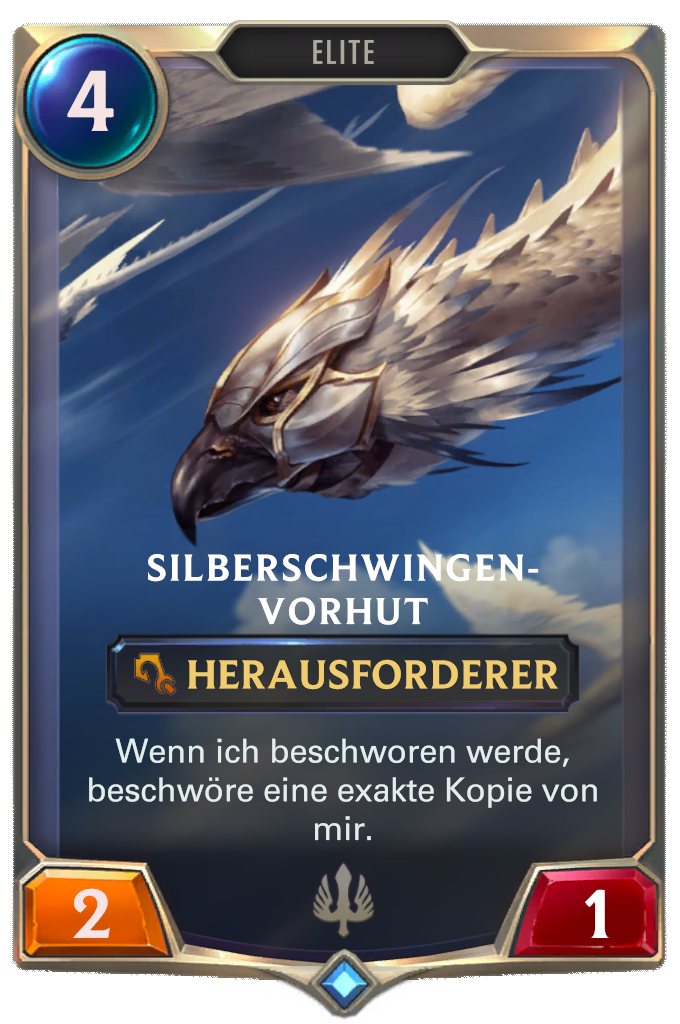 ELITE
4
SILBERSCHWINGEN-
VORHUT
HERAUSFORDERER
Wenn ich beschworen werde,
beschwöre eine exakte Kopie von
mir.
2
1